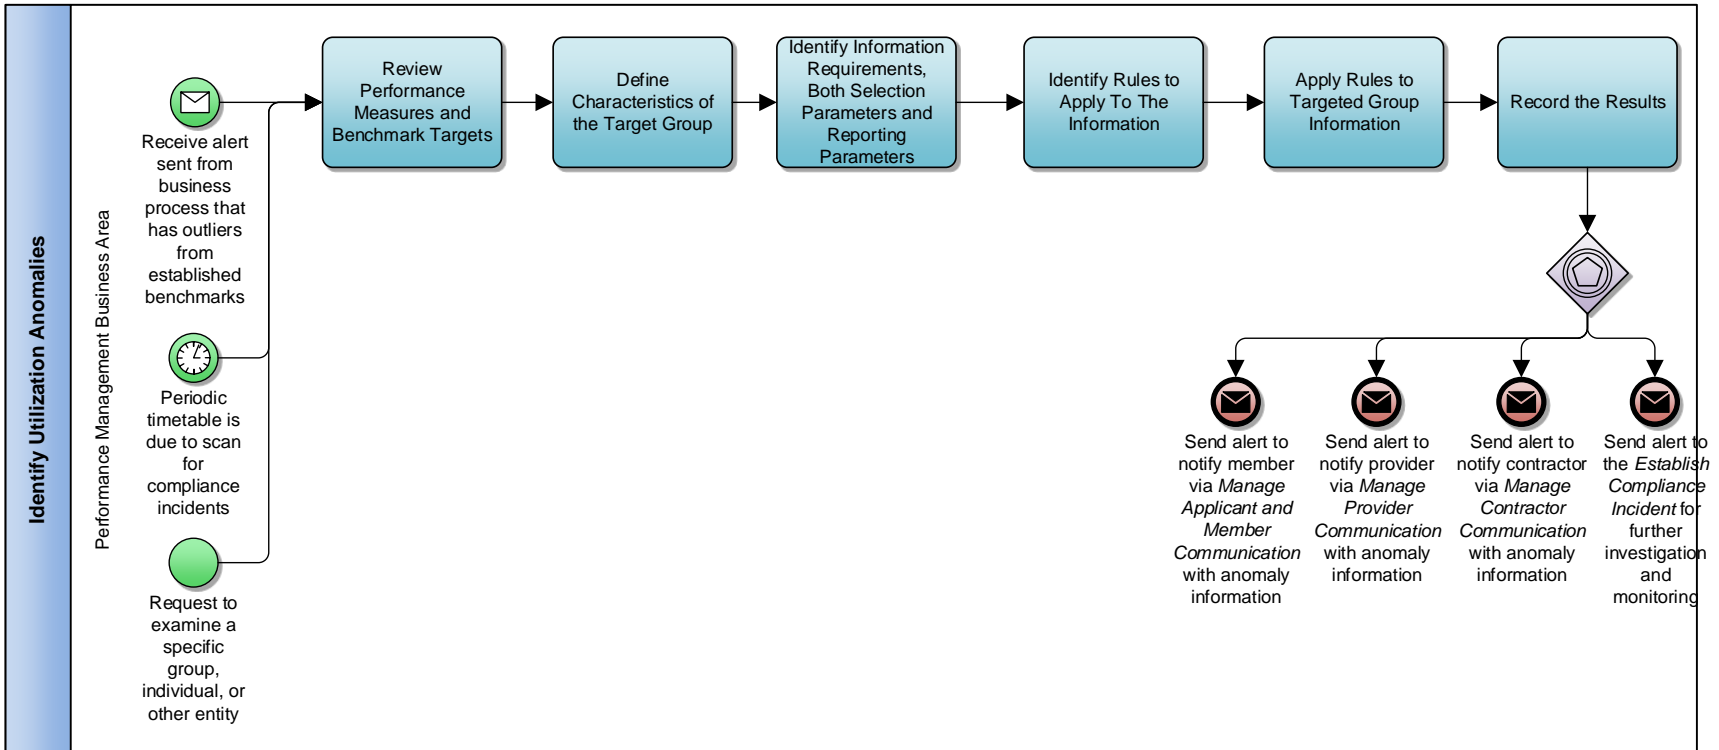 Identify Utilization Anomalies
Performance Management Business Area
Receive alert
sent from
business
process that
has outliers
from
established
benchmarks
Periodic
timetable is
due to scan
for
compliance
incidents
Request to
examine a
specific
group,
individual, or
other entity
Review
Performance
Measures and
Benchmark Targets
Define
Characteristics of
the Target Group
Identify Information
Requirements,
Both Selection
Parameters and
Reporting
Parameters
Identify Rules to
Apply To The
Information
Apply Rules to
Targeted Group
Information
Record the Results
Send alert to
notify member
via Manage
Applicant and
Member
Communication
with anomaly
information
Send alert to
notify provider
via Manage
Provider
Communication
with anomaly
information
Send alert to
notify contractor
via Manage
Contractor
Communication
with anomaly
information
Send alert to
the Establish
Compliance
Incident for
further
investigation
and
monitoring